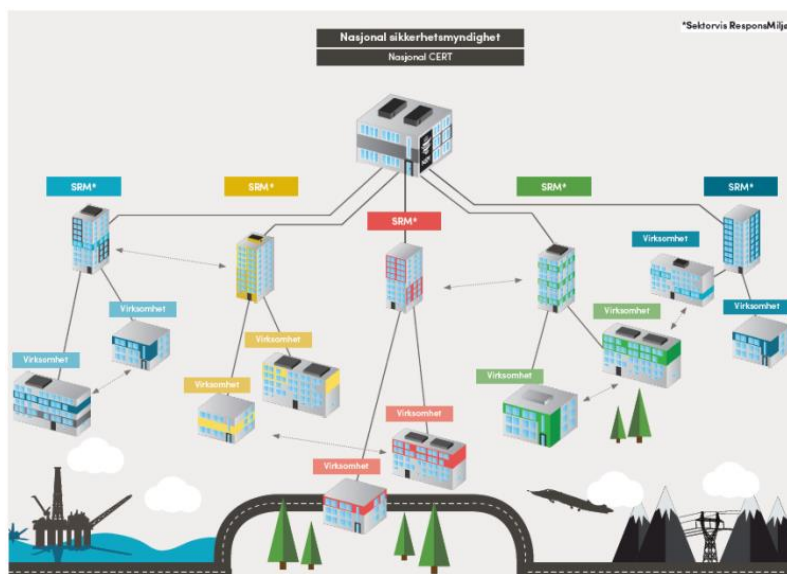 Nasjonal sikkerhetsmyndighet
Nasjonal CERT
*Sektorvis ResponsMiljø
SRM*
SRM*
SRM*
SRM*
SRM*
Virksomhet
Virksomhet
Virksomhet
Virksomhet
Virksomhet
Virksomhet
Virksomhet
Virksomhet
Virksomhet
Virksomhet